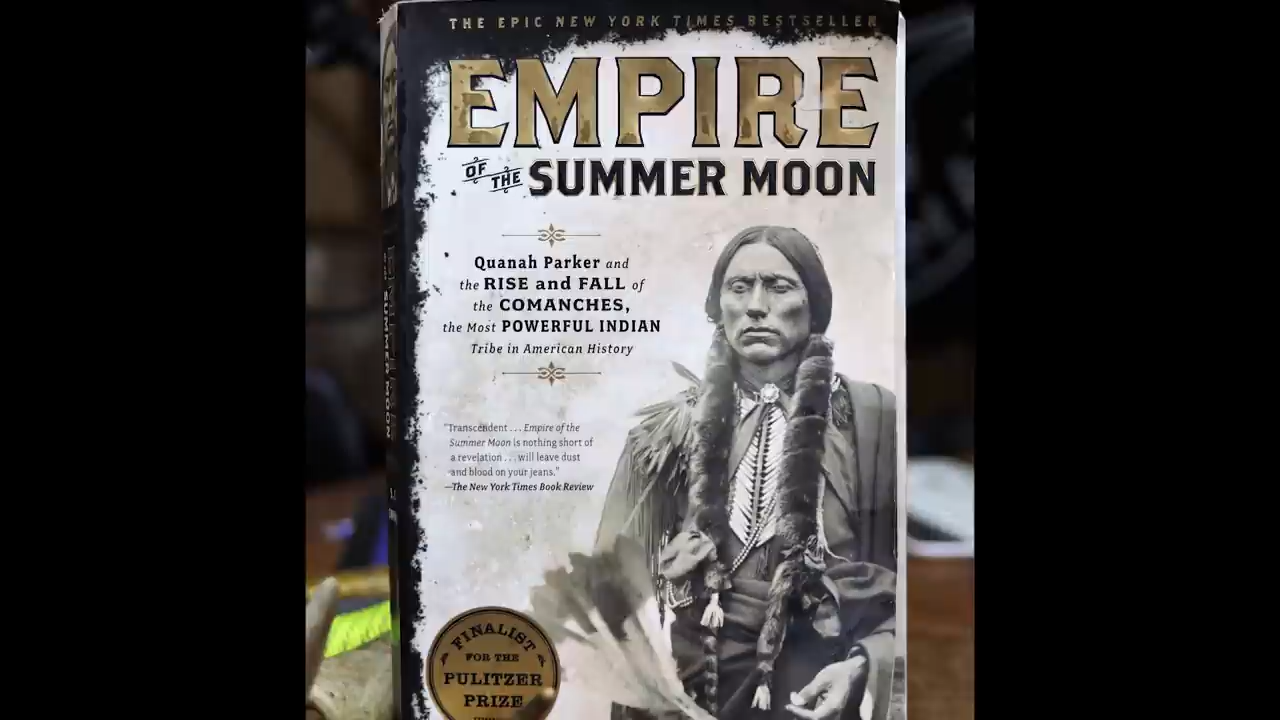 THE EPIC NEW YORK TIMES BESTSELLER
EMPIRE
OF THE SUMMER MOON
Quanah Parker and
the RISE and FALL of
the COMANCHES,
the Most POWERFUL INDIAN
Tribe in American History
"Transcendent . . . Empire of the
Summer Moon is nothing short of
a revelation . . . will leave dust
and blood on your jeans."
—The New York Times Book Review
FINALIST
FOR THE
PULITZER
PRIZE
SUMMER MOON